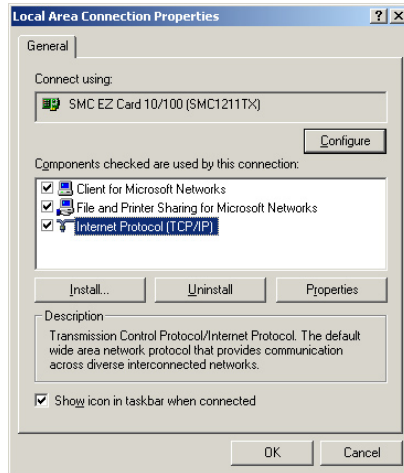 Local Area Connection Properties
General
Connect using:
SMC EZ Card 10/100 (SMC1211TX)
Configure
Components checked are used by this connection:
Client for Microsoft Networks
File and Printer Sharing for Microsoft Networks
Internet Protocol (TCP/IP)
Install... Uninstall Properties
Description
Transmission Control Protocol/Internet Protocol. The default
wide area network protocol that provides communication
across diverse interconnected networks.
Show icon in taskbar when connected
OK Cancel